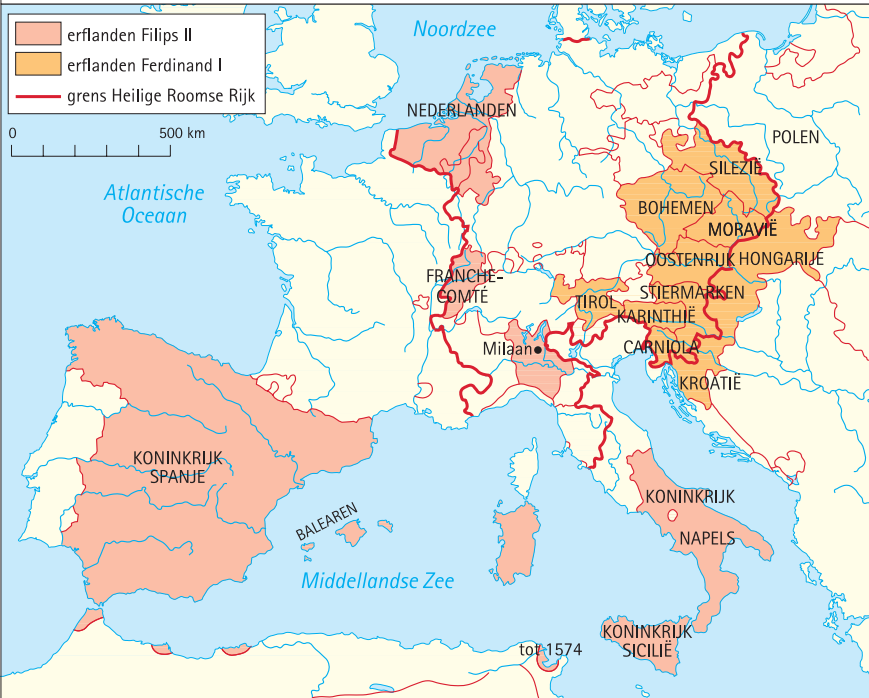 erflanden Filips II
erflanden Ferdinand I
grens Heilige Roomse Rijk
0 500 km
Noordzee
NEDERLANDEN
POLEN
SILEZIË
Atlantische
Oceaan
BOHEMEN
MORAVIË
OOSTENRIJK
HONGARIJE
FRANCHE-
COMTÉ
TIROL
STIERMARKEN
KARINTHIË
Milaan
CARNIOLA
KROATIË
KONINKRIJK
SPANJE
BALEAREN
KONINKRIJK
NAPELS
Middellandse Zee
KONINKRIJK
SICILIË
tot 1574